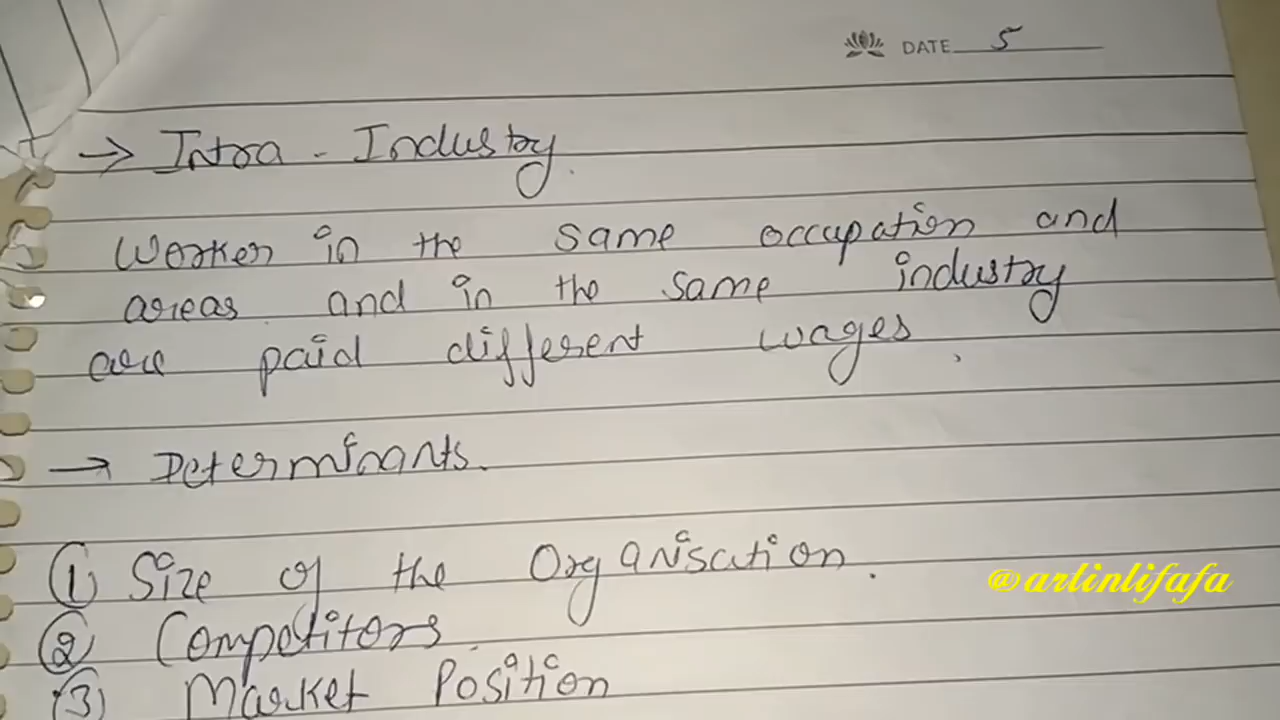 DATE 5
→ Intra - Industry.
Worker in the same occupation and
areas and in the same industry
are paid different wages.
→ Determinants.
① Size of the Organisation.
@artinlifafa
② Competitors.
③ Market Position